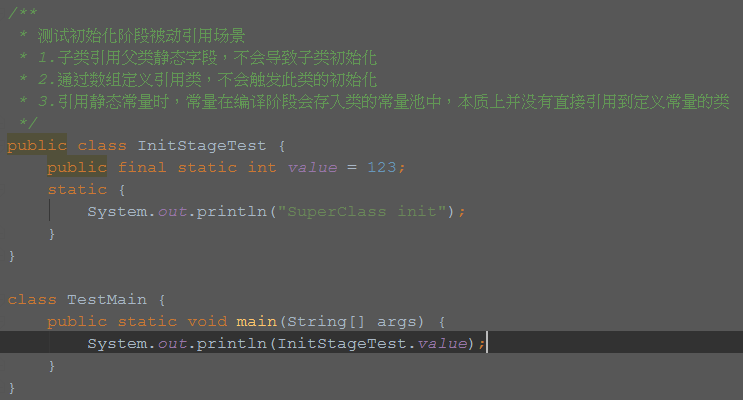 /**
 * 测试初始化阶段被动引用场景
 * 1.子类引用父类静态字段，不会导致子类初始化
 * 2.通过数组定义引用类，不会触发此类的初始化
 * 3.引用静态常量时，常量在编译阶段会存入类的常量池中，本质上并没有直接引用到定义常量的类
 */
public class InitStageTest {
    public final static int value = 123;
    static {
        System.out.println("SuperClass init");
    }
}

class TestMain {
    public static void main(String[] args) {
        System.out.println(InitStageTest.value);
    }
}